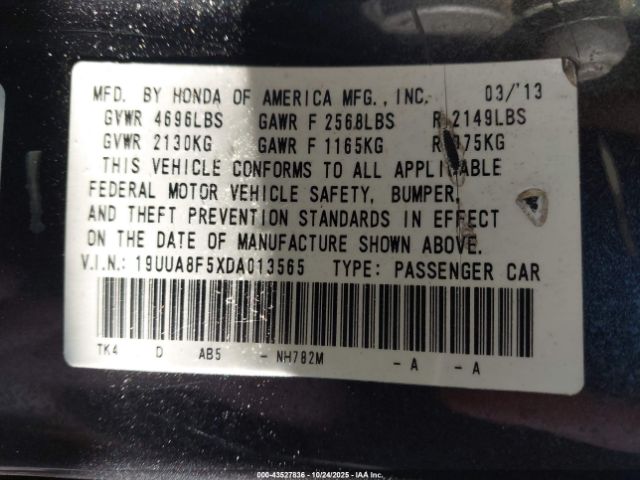 MFD. BY HONDA OF AMERICA MFG., INC. 03/'13
GVWR 4696LBS GAWR F 2568LBS R 2149LBS
GVWR 2130KG GAWR F 1165KG R 975KG
THIS VEHICLE CONFORMS TO ALL APPLICABLE
FEDERAL MOTOR VEHICLE SAFETY, BUMPER,
AND THEFT PREVENTION STANDARDS IN EFFECT
ON THE DATE OF MANUFACTURE SHOWN ABOVE.
V.I.N.: 19UUA8F5XDA013565 TYPE: PASSENGER CAR
TK4 D AB5 - NH782M - A - A
000-43527836 - 10/24/2025 - IAA Inc.